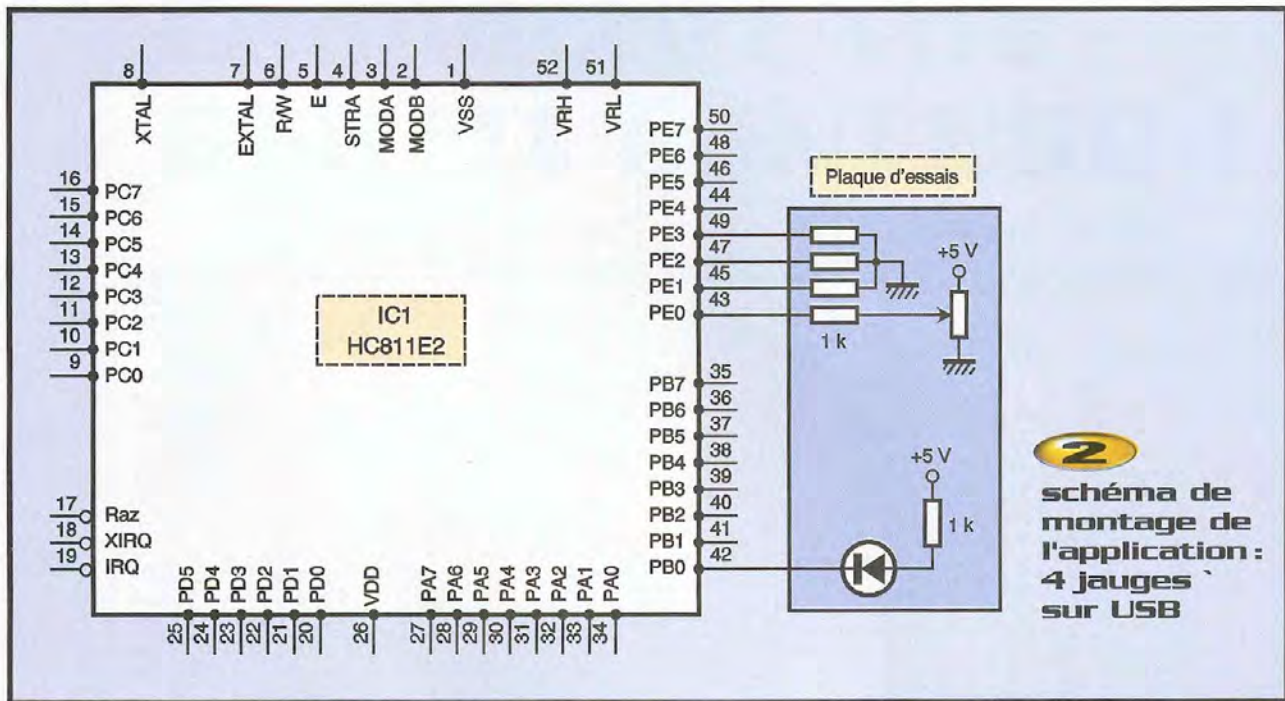 8
7
6
5
4
3
2
1
52
51
XTAL
EXTAL
R/W
E
STRA
MODA
MODB
VSS
VRH
VRL
16 PC7
15 PC6
14 PC5
13 PC4
12 PC3
11 PC2
10 PC1
9 PC0
17 Raz
18 XIRQ
19 IRQ
IC1
HC811E2
PE7 50
PE6 48
PE5 46
PE4 44
PE3 49
PE2 47
PE1 45
PE0 43
PB7 35
PB6 36
PB5 37
PB4 38
PB3 39
PB2 40
PB1 41
PB0 42
PD5
PD4
PD3
PD2
PD1
PD0
VDD
PA7
PA6
PA5
PA4
PA3
PA2
PA1
PA0
25
24
23
22
21
20
26
27
28
29
30
31
32
33
34
Plaque d'essais
+5 V
1 k
+5 V
1 k
2
schéma de
montage de
l'application :
4 jauges `
sur USB